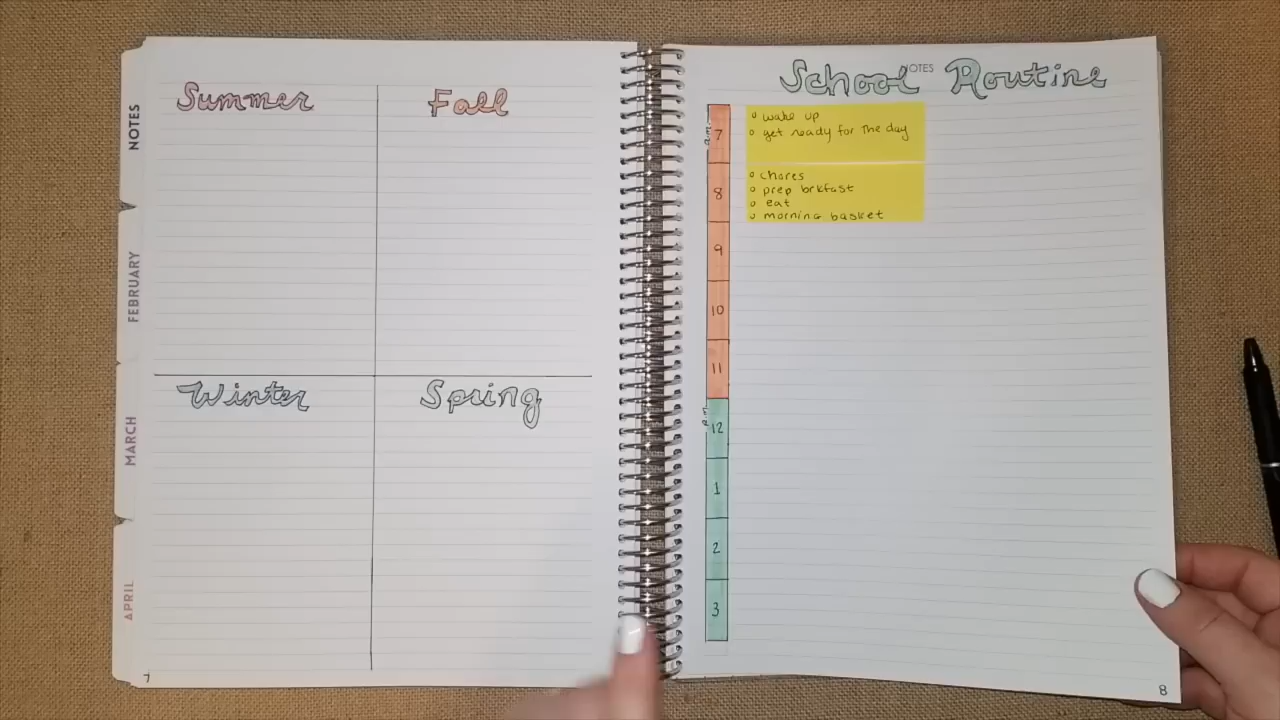 NOTES
FEBRUARY
MARCH
APRIL
Summer
Fall
Winter
Spring
7
NOTES
School Routine
a.m.
7
wake up
get ready for the day
8
chores
prep brkfast
eat
morning basket
9
10
11
p.m.
12
1
2
3
8